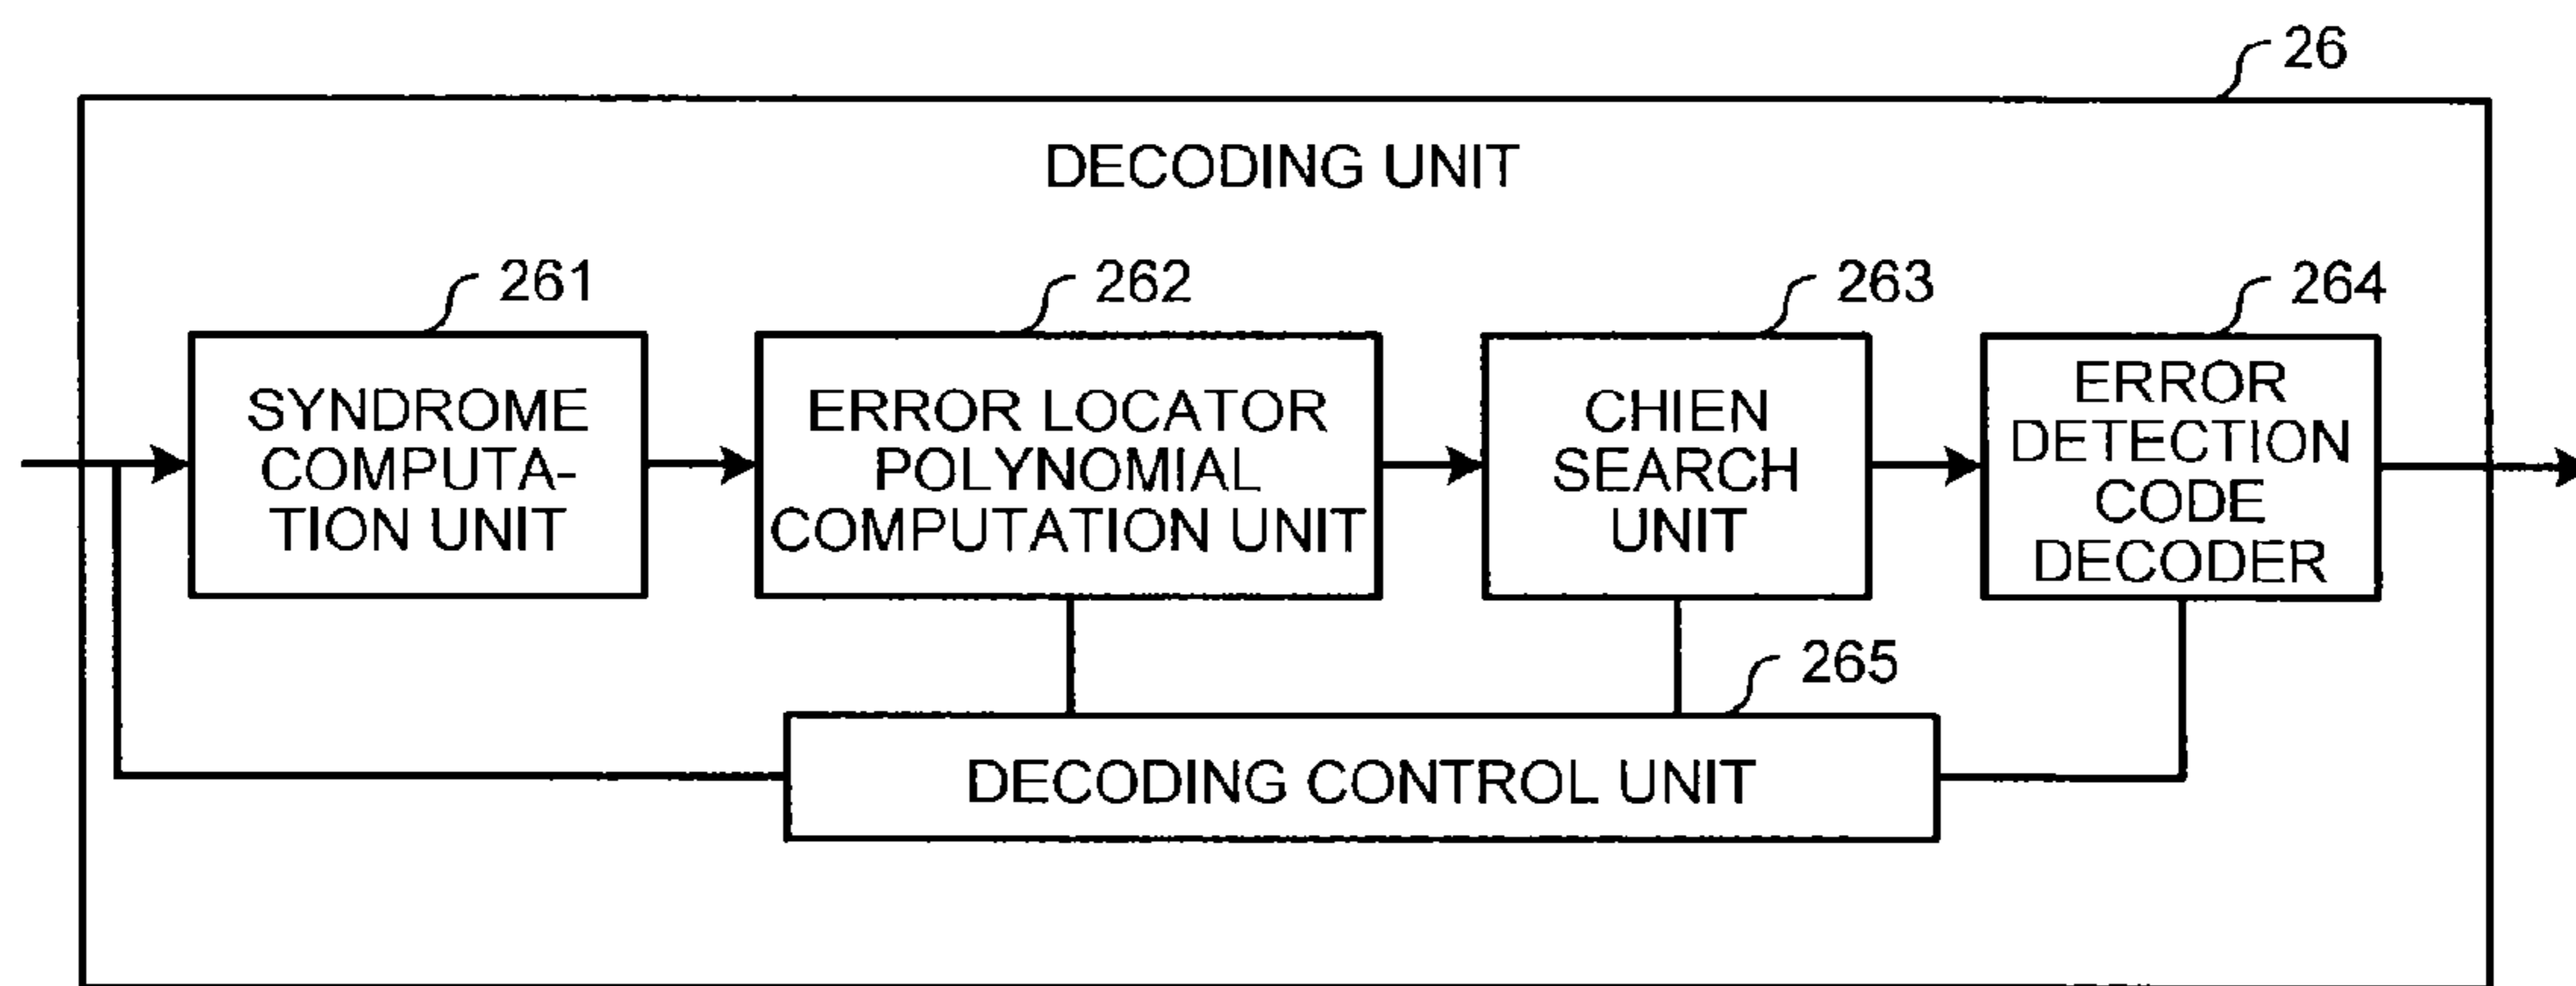 26
DECODING UNIT
261
262
263
264
SYNDROME
COMPUTA-
TION UNIT
ERROR LOCATOR
POLYNOMIAL
COMPUTATION UNIT
CHIEN
SEARCH
UNIT
ERROR
DETECTION
CODE
DECODER
265
DECODING CONTROL UNIT